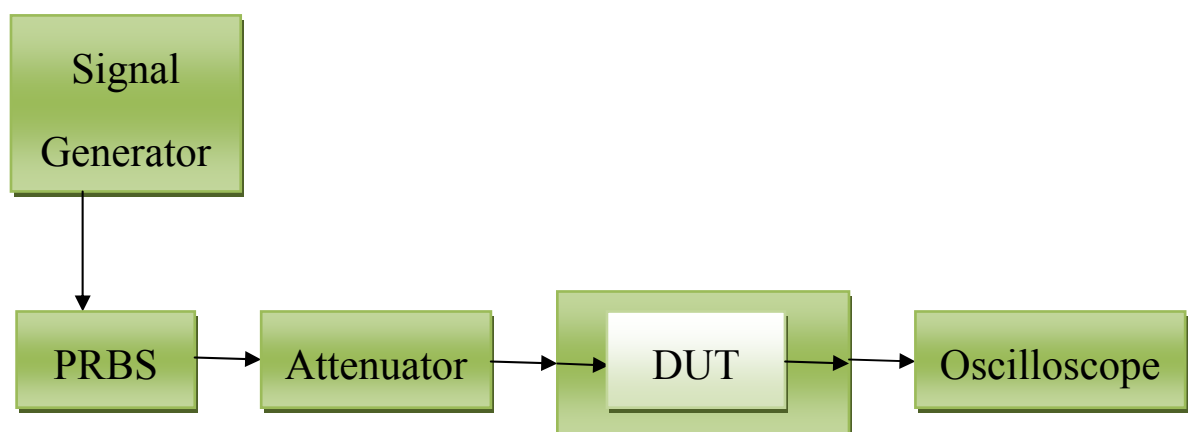 Signal
Generator
PRBS
Attenuator
DUT
Oscilloscope